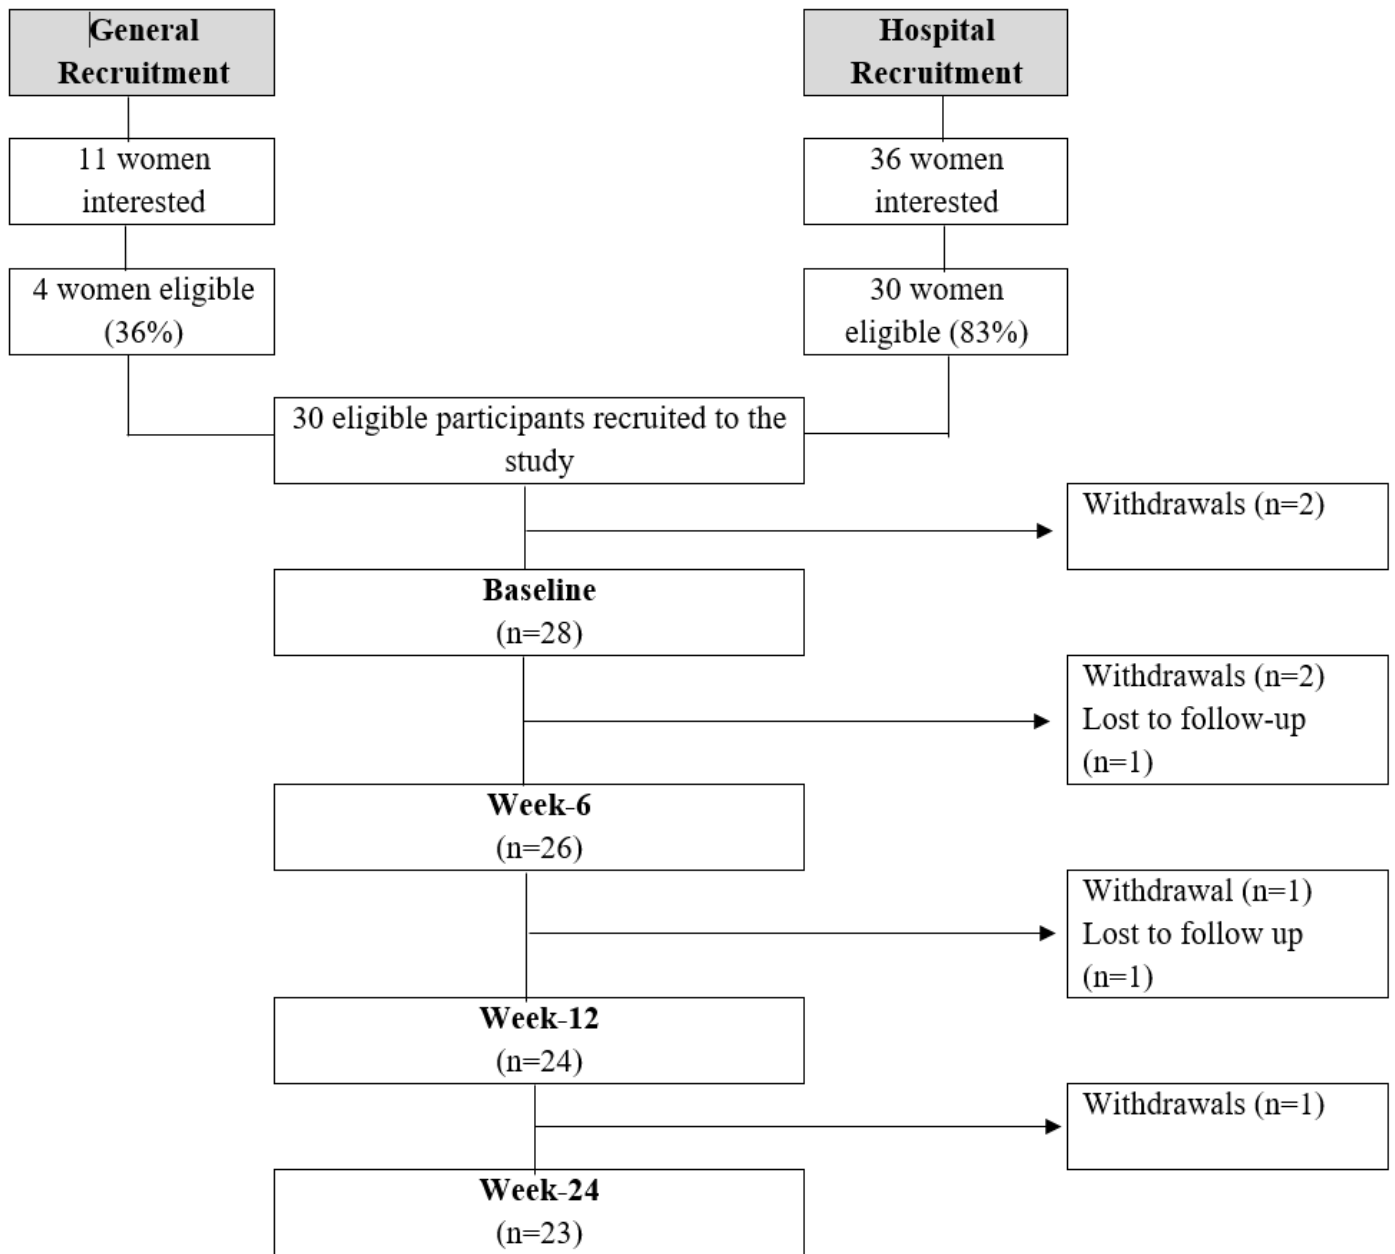 General
Recruitment
Hospital
Recruitment
11 women
interested
36 women
interested
4 women eligible
(36%)
30 women
eligible (83%)
30 eligible participants recruited to the
study
Withdrawals (n=2)
Baseline
(n=28)
Withdrawals (n=2)
Lost to follow-up
(n=1)
Week-6
(n=26)
Withdrawal (n=1)
Lost to follow up
(n=1)
Week-12
(n=24)
Withdrawals (n=1)
Week-24
(n=23)